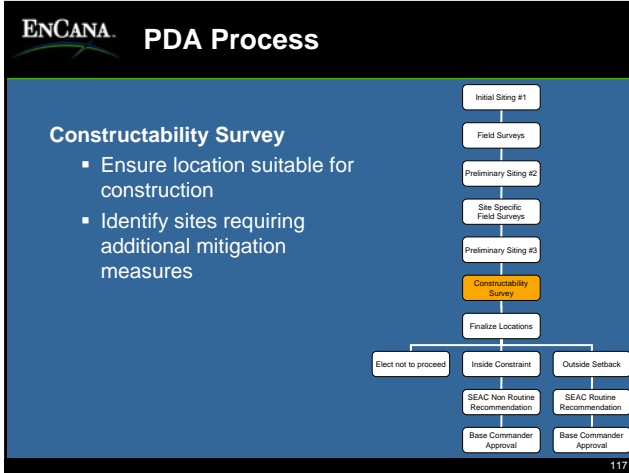 ENCANA™
PDA Process
Constructability Survey
▪ Ensure location suitable for
construction
▪ Identify sites requiring
additional mitigation
measures
Initial Siting #1
Field Surveys
Preliminary Siting #2
Site Specific
Field Surveys
Preliminary Siting #3
Constructability
Survey
Finalize Locations
Elect not to proceed
Inside Constraint
Outside Setback
SEAC Non Routine
Recommendation
SEAC Routine
Recommendation
Base Commander
Approval
Base Commander
Approval
117